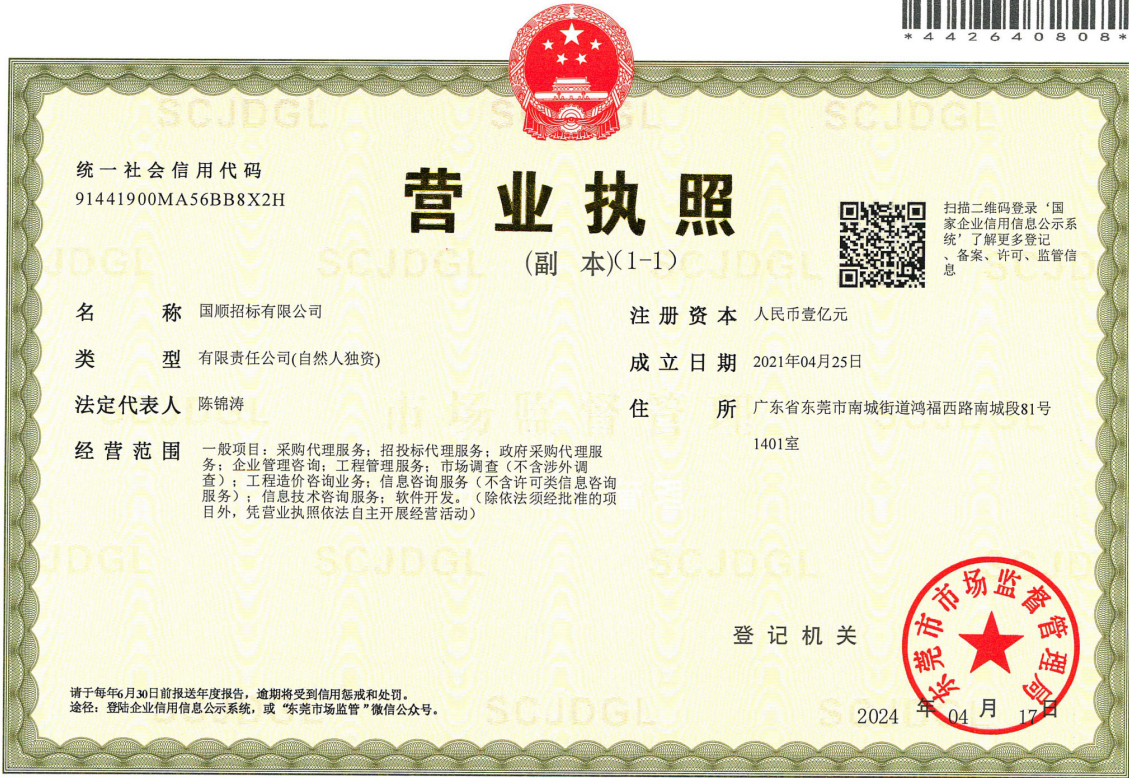 *442640808*
统一社会信用代码
91441900MA56BB8X2H
营业执照
(副 本)(1-1)
扫描二维码登录‘国
家企业信用信息公示系
统’了解更多登记
、备案、许可、监管信
息
名 称 国顺招标有限公司
类 型 有限责任公司(自然人独资)
法定代表人 陈锦涛
经营范围 一般项目：采购代理服务；招投标代理服务；政府采购代理服
务；企业管理咨询；工程管理服务；市场调查（不含涉外调
查）；工程造价咨询业务；信息咨询服务（不含许可类信息咨询
服务）；信息技术咨询服务；软件开发。（除依法须经批准的项
目外，凭营业执照依法自主开展经营活动）
注册资本 人民币壹亿元
成立日期 2021年04月25日
住 所 广东省东莞市南城街道鸿福西路南城段81号
1401室
登记机关
东莞市市场监督管理局
2024 年 04 月 17日
请于每年6月30日前报送年度报告，逾期将受到信用惩戒和处罚。
途径：登陆企业信用信息公示系统，或“东莞市场监管”微信公众号。
SCJDGL
市场监督管理